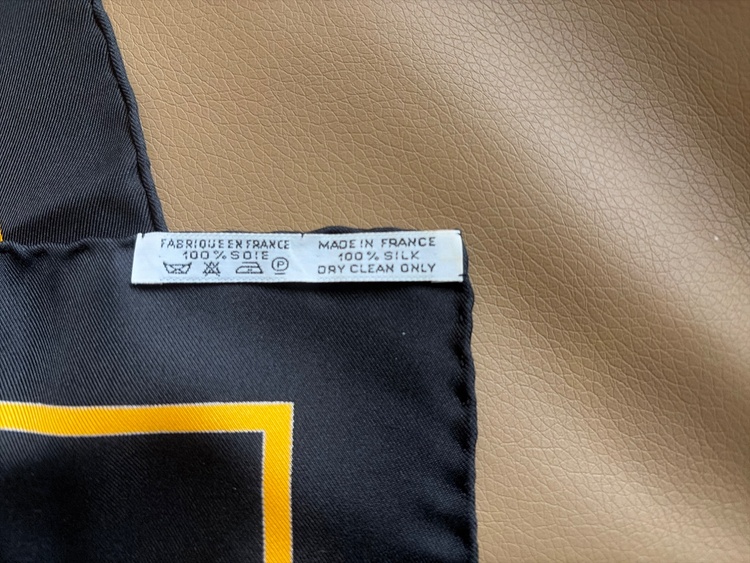 FABRIQUE EN FRANCE
100 % SOIE
P
MADE IN FRANCE
100 % SILK
DRY CLEAN ONLY